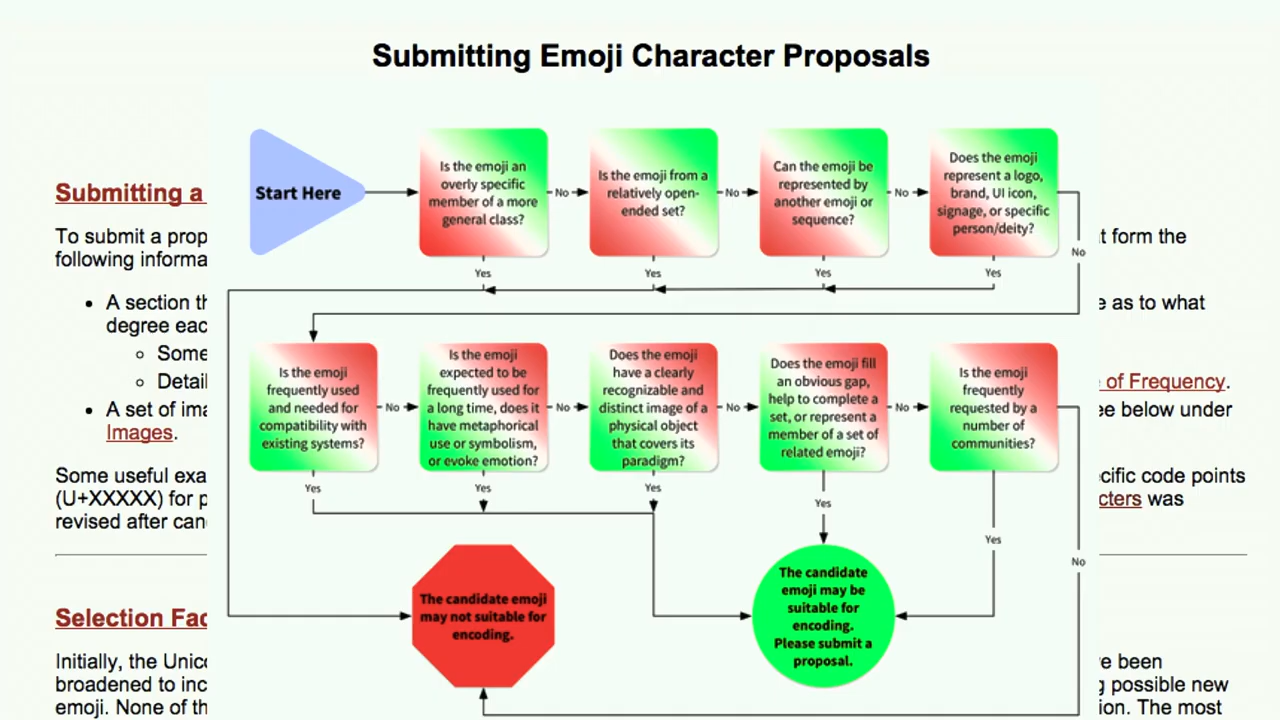 Submitting Emoji Character Proposals
Submitting a
To submit a prop
following informa
A section th
degree eac
Some
Detail
A set of ima
Images.
Some useful exa
(U+XXXXX) for p
revised after can
Selection Fac
Initially, the Unico
broadened to inc
emoji. None of th
Start Here
Is the emoji an
overly specific
member of a more
general class?
No
Is the emoji from a
relatively open-
ended set?
No
Can the emoji be
represented by
another emoji or
sequence?
No
Does the emoji
represent a logo,
brand, UI icon,
signage, or specific
person/deity?
No
Yes
Yes
Yes
Yes
Is the emoji
frequently used
and needed for
compatibility with
existing systems?
No
Is the emoji
expected to be
frequently used for
a long time, does it
have metaphorical
use or symbolism,
or evoke emotion?
No
Does the emoji
have a clearly
recognizable and
distinct image of a
physical object
that covers its
paradigm?
No
Does the emoji fill
an obvious gap,
help to complete a
set, or represent a
member of a set of
related emoji?
No
Is the emoji
frequently
requested by a
number of
communities?
Yes
Yes
Yes
Yes
Yes
No
The candidate emoji
may not suitable for
encoding.
The candidate
emoji may be
suitable for
encoding.
Please submit a
proposal.
t form the
e as to what
e of Frequency.
ee below under
ecific code points
cters was
ve been
g possible new
ion. The most